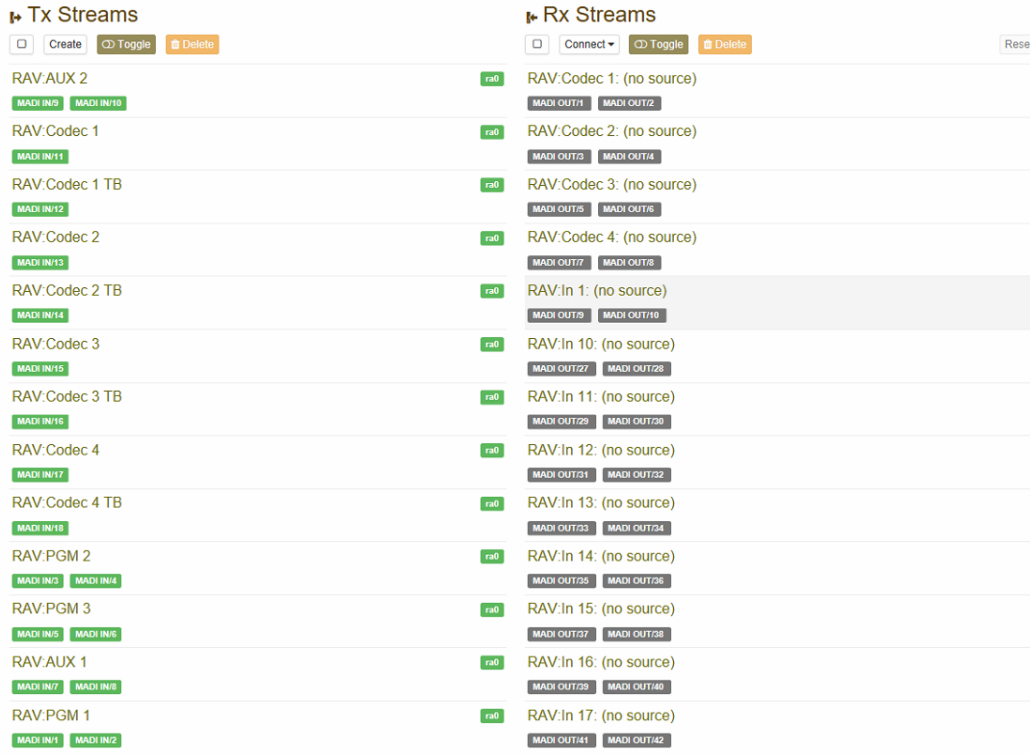 Tx Streams
Create Toggle Delete
RAV:AUX 2 ra0
MADI IN/9 MADI IN/10
RAV:Codec 1 ra0
MADI IN/11
RAV:Codec 1 TB ra0
MADI IN/12
RAV:Codec 2 ra0
MADI IN/13
RAV:Codec 2 TB ra0
MADI IN/14
RAV:Codec 3 ra0
MADI IN/15
RAV:Codec 3 TB ra0
MADI IN/16
RAV:Codec 4 ra0
MADI IN/17
RAV:Codec 4 TB ra0
MADI IN/18
RAV:PGM 2 ra0
MADI IN/3 MADI IN/4
RAV:PGM 3 ra0
MADI IN/5 MADI IN/6
RAV:AUX 1 ra0
MADI IN/7 MADI IN/8
RAV:PGM 1 ra0
MADI IN/1 MADI IN/2
Rx Streams
Connect Toggle Delete Rese
RAV:Codec 1: (no source)
MADI OUT/1 MADI OUT/2
RAV:Codec 2: (no source)
MADI OUT/3 MADI OUT/4
RAV:Codec 3: (no source)
MADI OUT/5 MADI OUT/6
RAV:Codec 4: (no source)
MADI OUT/7 MADI OUT/8
RAV:In 1: (no source)
MADI OUT/9 MADI OUT/10
RAV:In 10: (no source)
MADI OUT/27 MADI OUT/28
RAV:In 11: (no source)
MADI OUT/29 MADI OUT/30
RAV:In 12: (no source)
MADI OUT/31 MADI OUT/32
RAV:In 13: (no source)
MADI OUT/33 MADI OUT/34
RAV:In 14: (no source)
MADI OUT/35 MADI OUT/36
RAV:In 15: (no source)
MADI OUT/37 MADI OUT/38
RAV:In 16: (no source)
MADI OUT/39 MADI OUT/40
RAV:In 17: (no source)
MADI OUT/41 MADI OUT/42